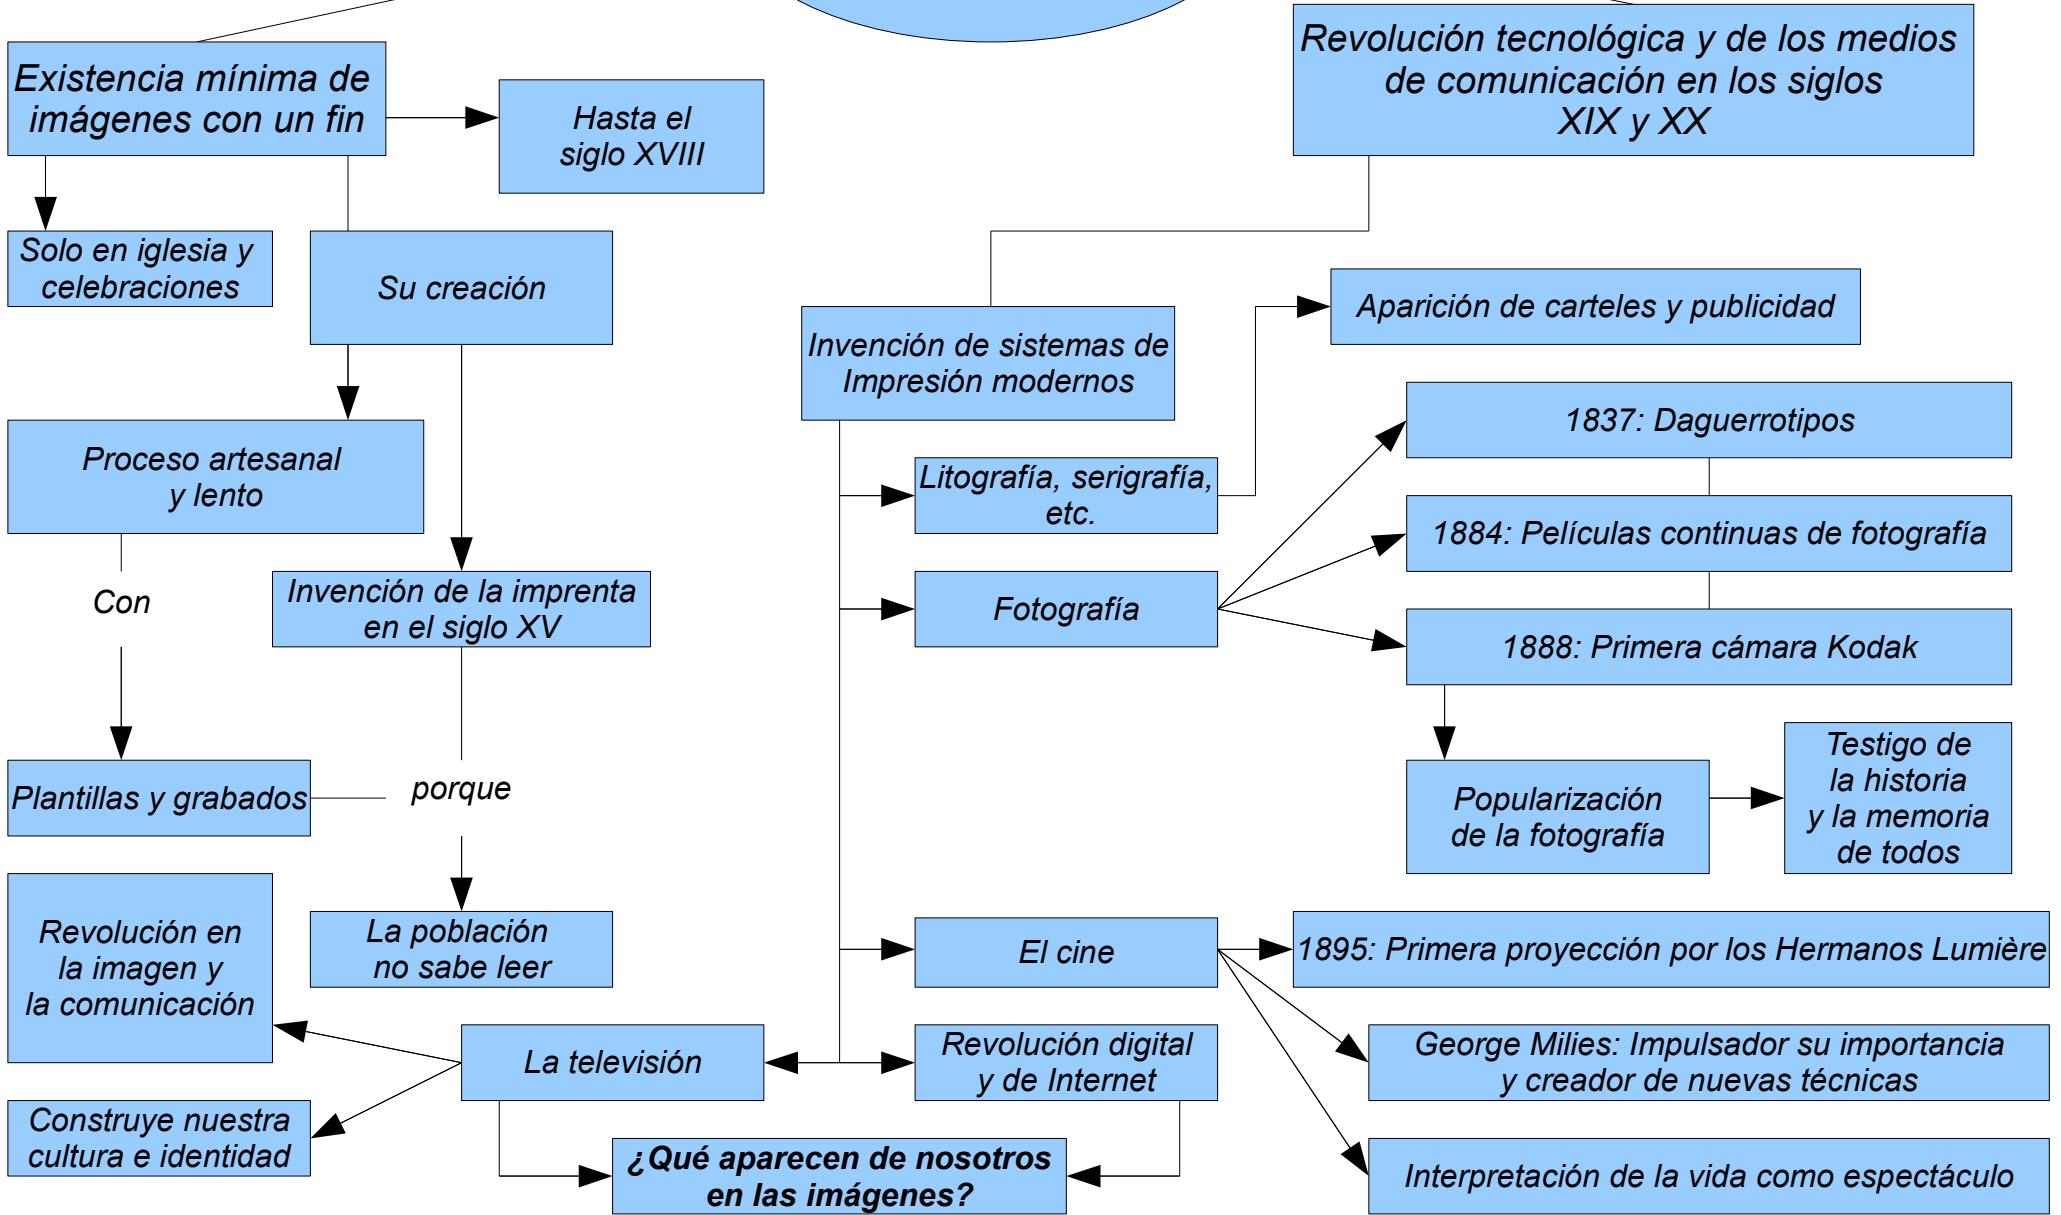 Existencia mínima de
imágenes con un fin
Hasta el
siglo XVIII
Solo en iglesia y
celebraciones
Su creación
Proceso artesanal
y lento
Con
Invención de la imprenta
en el siglo XV
Plantillas y grabados
porque
La población
no sabe leer
Revolución tecnológica y de los medios
de comunicación en los siglos
XIX y XX
Invención de sistemas de
Impresión modernos
Aparición de carteles y publicidad
Litografía, serigrafía,
etc.
Fotografía
1837: Daguerrotipos
1884: Películas continuas de fotografía
1888: Primera cámara Kodak
Popularización
de la fotografía
Testigo de
la historia
y la memoria
de todos
El cine
1895: Primera proyección por los Hermanos Lumière
George Milies: Impulsador su importancia
y creador de nuevas técnicas
Interpretación de la vida como espectáculo
Revolución digital
y de Internet
La televisión
Revolución en
la imagen y
la comunicación
Construye nuestra
cultura e identidad
¿Qué aparecen de nosotros
en las imágenes?